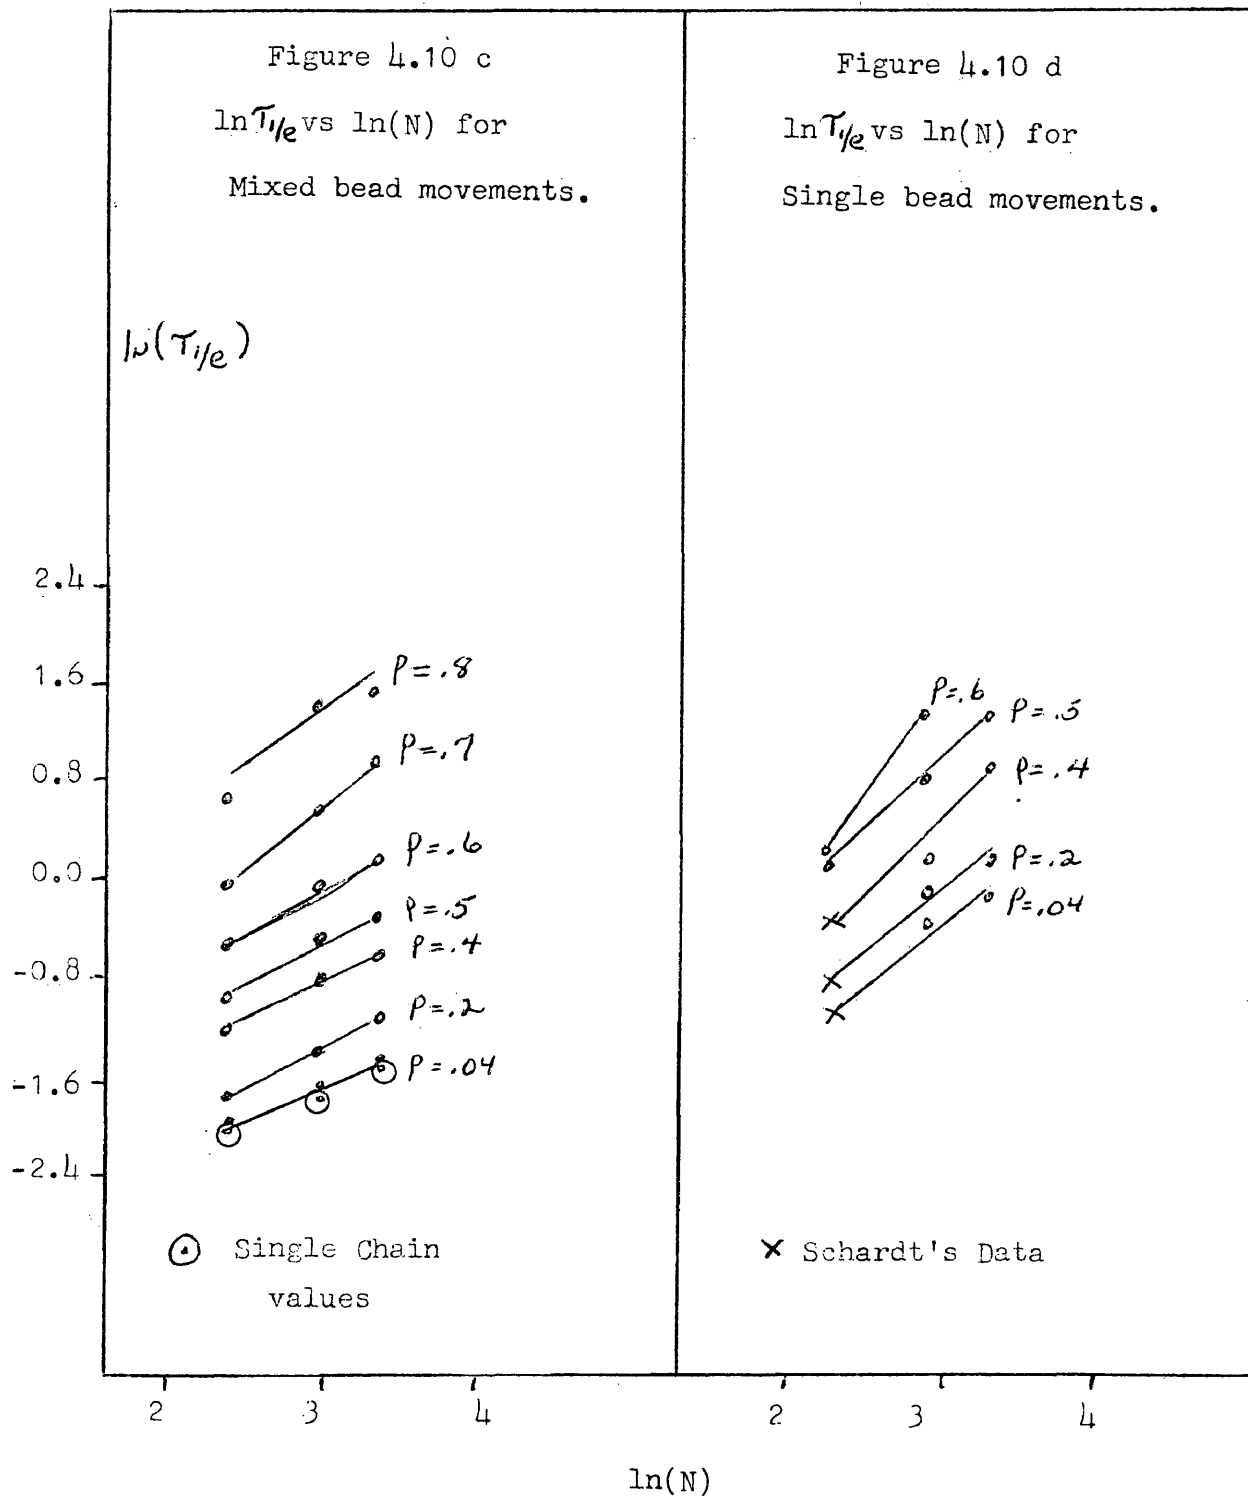 Figure 4.10 c
lnτ1/e vs ln(N) for
Mixed bead movements.
Figure 4.10 d
lnτ1/e vs ln(N) for
Single bead movements.
ln(τ1/e)
2.4
1.6
0.8
0.0
-0.8
-1.6
-2.4
P=.8
P=.7
P=.6
P=.5
P=.4
P=.2
P=.04
P=.6
P=.5
P=.4
P=.2
P=.04
Single Chain
values
X Schardt's Data
2 3 4
2 3 4
ln(N)